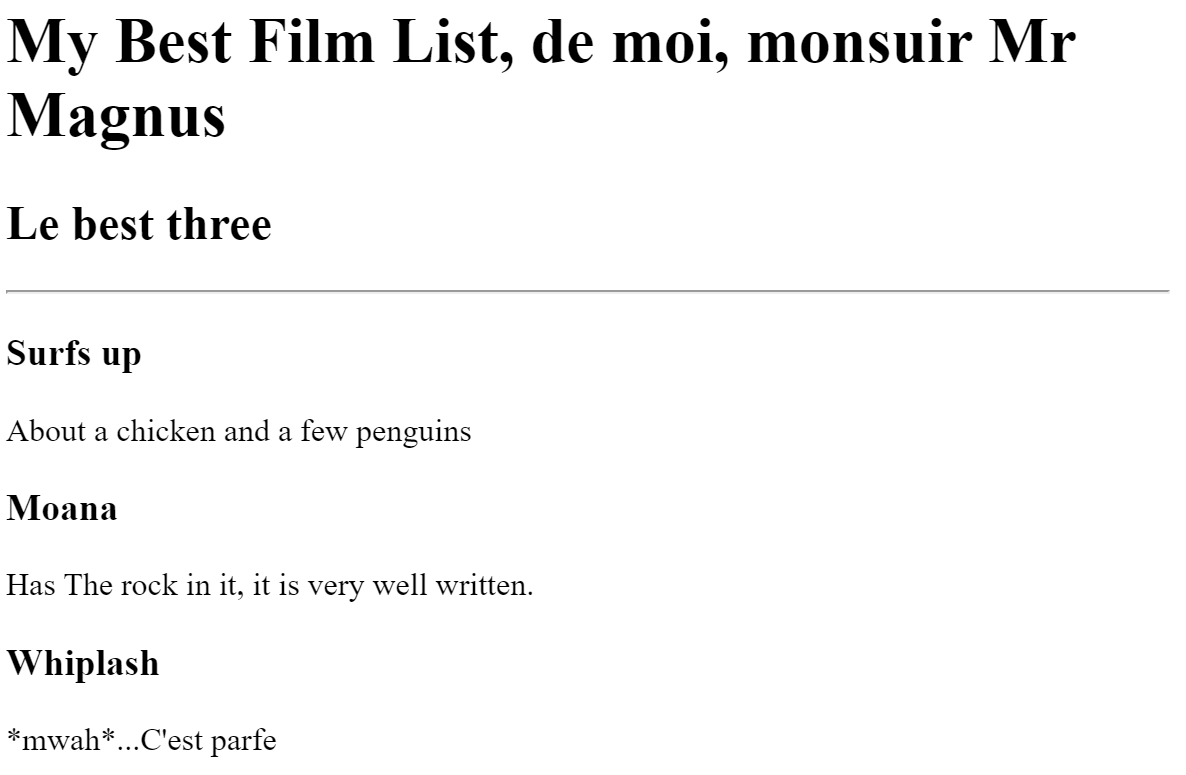 My Best Film List, de moi, monsuir Mr
Magnus
Le best three
Surfs up
About a chicken and a few penguins
Moana
Has The rock in it, it is very well written.
Whiplash
*mwah*...C'est parfe